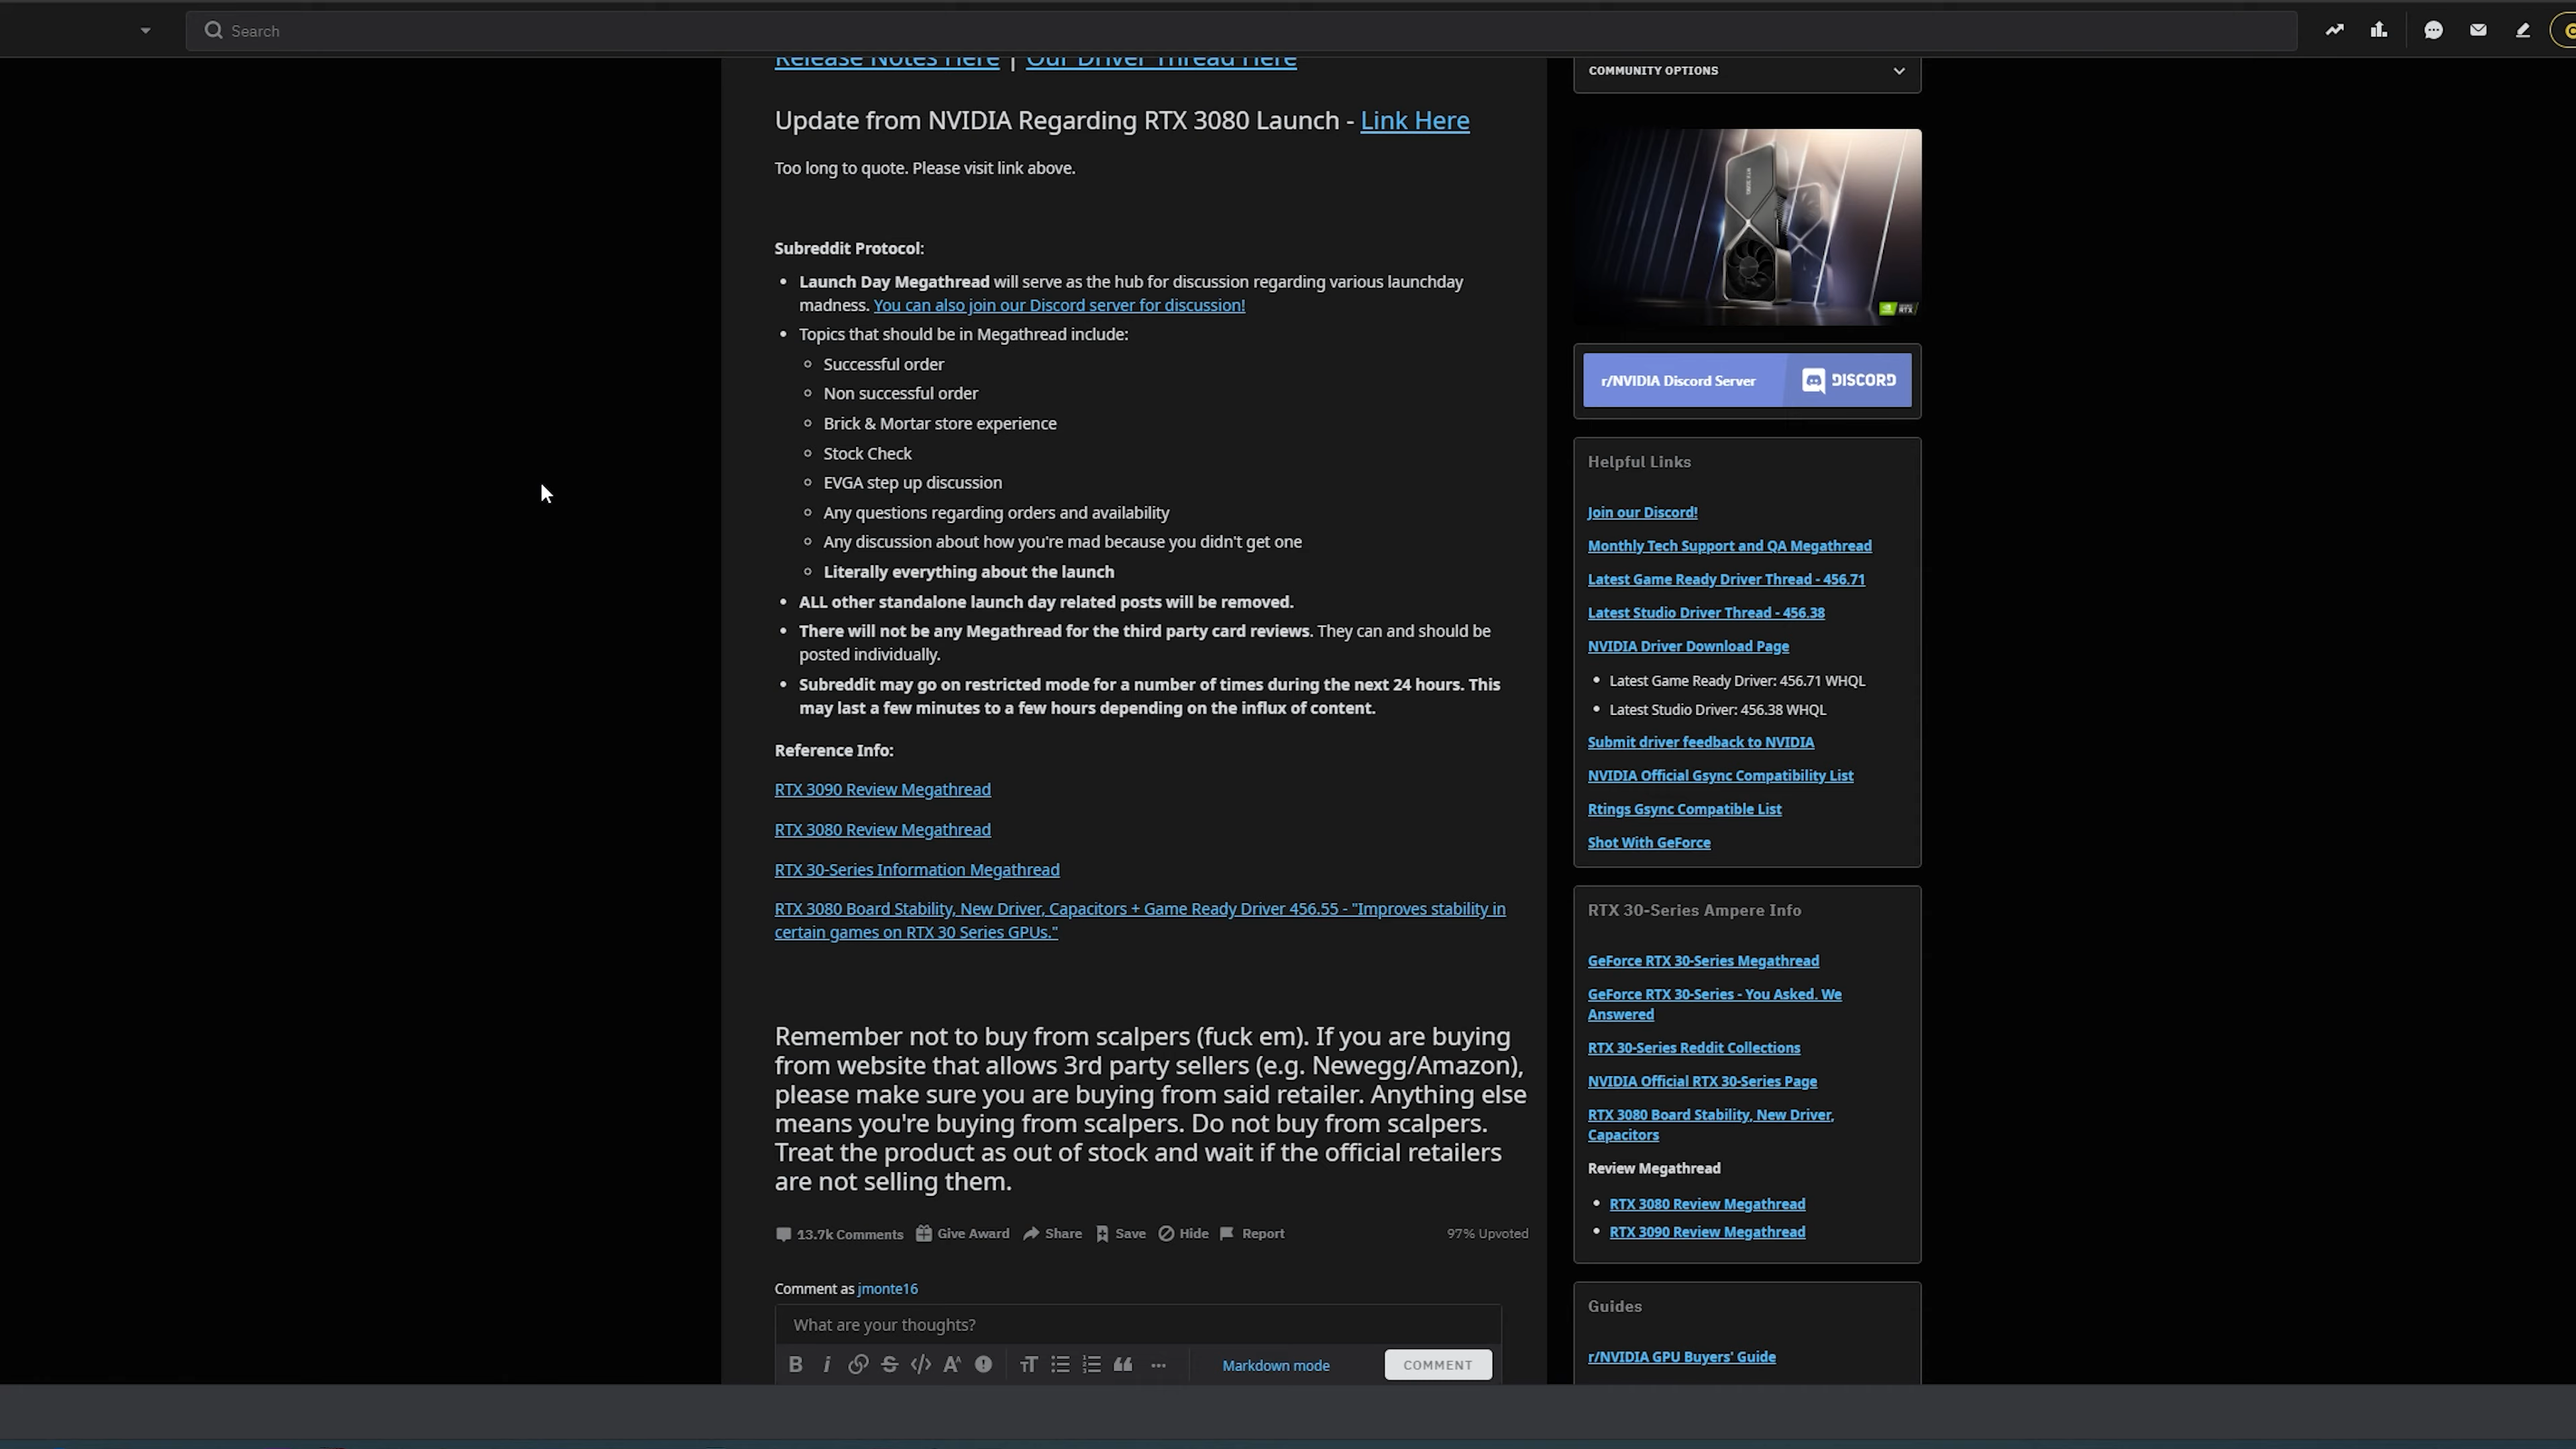 Search
Release Notes Here | Our Driver Thread Here
Update from NVIDIA Regarding RTX 3080 Launch - Link Here
Too long to quote. Please visit link above.
Subreddit Protocol:
• Launch Day Megathread will serve as the hub for discussion regarding various launchday
madness. You can also join our Discord server for discussion!
• Topics that should be in Megathread include:
Successful order
Non successful order
Brick & Mortar store experience
Stock Check
EVGA step up discussion
Any questions regarding orders and availability
Any discussion about how you're mad because you didn't get one
Literally everything about the launch
• ALL other standalone launch day related posts will be removed.
• There will not be any Megathread for the third party card reviews. They can and should be
posted individually.
• Subreddit may go on restricted mode for a number of times during the next 24 hours. This
may last a few minutes to a few hours depending on the influx of content.
Reference Info:
RTX 3090 Review Megathread
RTX 3080 Review Megathread
RTX 30-Series Information Megathread
RTX 3080 Board Stability, New Driver, Capacitors + Game Ready Driver 456.55 - "Improves stability in
certain games on RTX 30 Series GPUs."
Remember not to buy from scalpers (fuck em). If you are buying
from website that allows 3rd party sellers (e.g. Newegg/Amazon),
please make sure you are buying from said retailer. Anything else
means you're buying from scalpers. Do not buy from scalpers.
Treat the product as out of stock and wait if the official retailers
are not selling them.
13.7k Comments Give Award Share Save Hide Report 97% Upvoted
Comment as jmonte16
What are your thoughts?
Markdown mode COMMENT
COMMUNITY OPTIONS
r/NVIDIA Discord Server DISCORD
Helpful Links
Join our Discord!
Monthly Tech Support and QA Megathread
Latest Game Ready Driver Thread - 456.71
Latest Studio Driver Thread - 456.38
NVIDIA Driver Download Page
• Latest Game Ready Driver: 456.71 WHQL
• Latest Studio Driver: 456.38 WHQL
Submit driver feedback to NVIDIA
NVIDIA Official Gsync Compatibility List
Rtings Gsync Compatible List
Shot With GeForce
RTX 30-Series Ampere Info
GeForce RTX 30-Series Megathread
GeForce RTX 30-Series - You Asked. We
Answered
RTX 30-Series Reddit Collections
NVIDIA Official RTX 30-Series Page
RTX 3080 Board Stability, New Driver,
Capacitors
Review Megathread
• RTX 3080 Review Megathread
• RTX 3090 Review Megathread
Guides
r/NVIDIA GPU Buyers' Guide